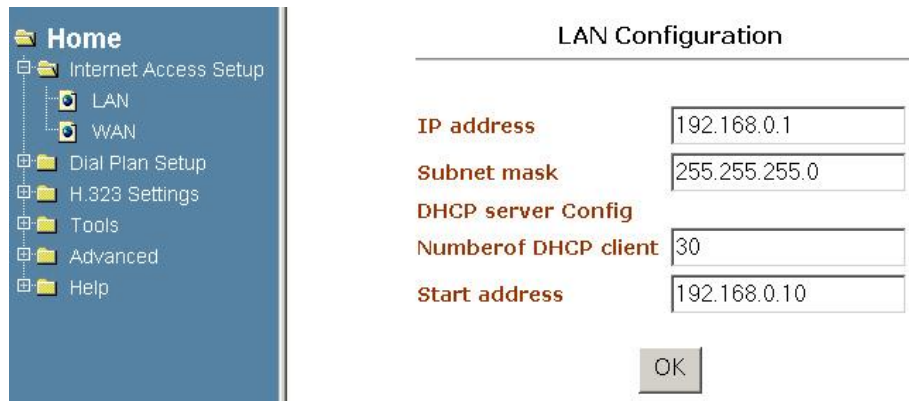 Home
Internet Access Setup
LAN
WAN
Dial Plan Setup
H.323 Settings
Tools
Advanced
Help
LAN Configuration
IP address 192.168.0.1
Subnet mask 255.255.255.0
DHCP server Config
Numberof DHCP client 30
Start address 192.168.0.10
OK